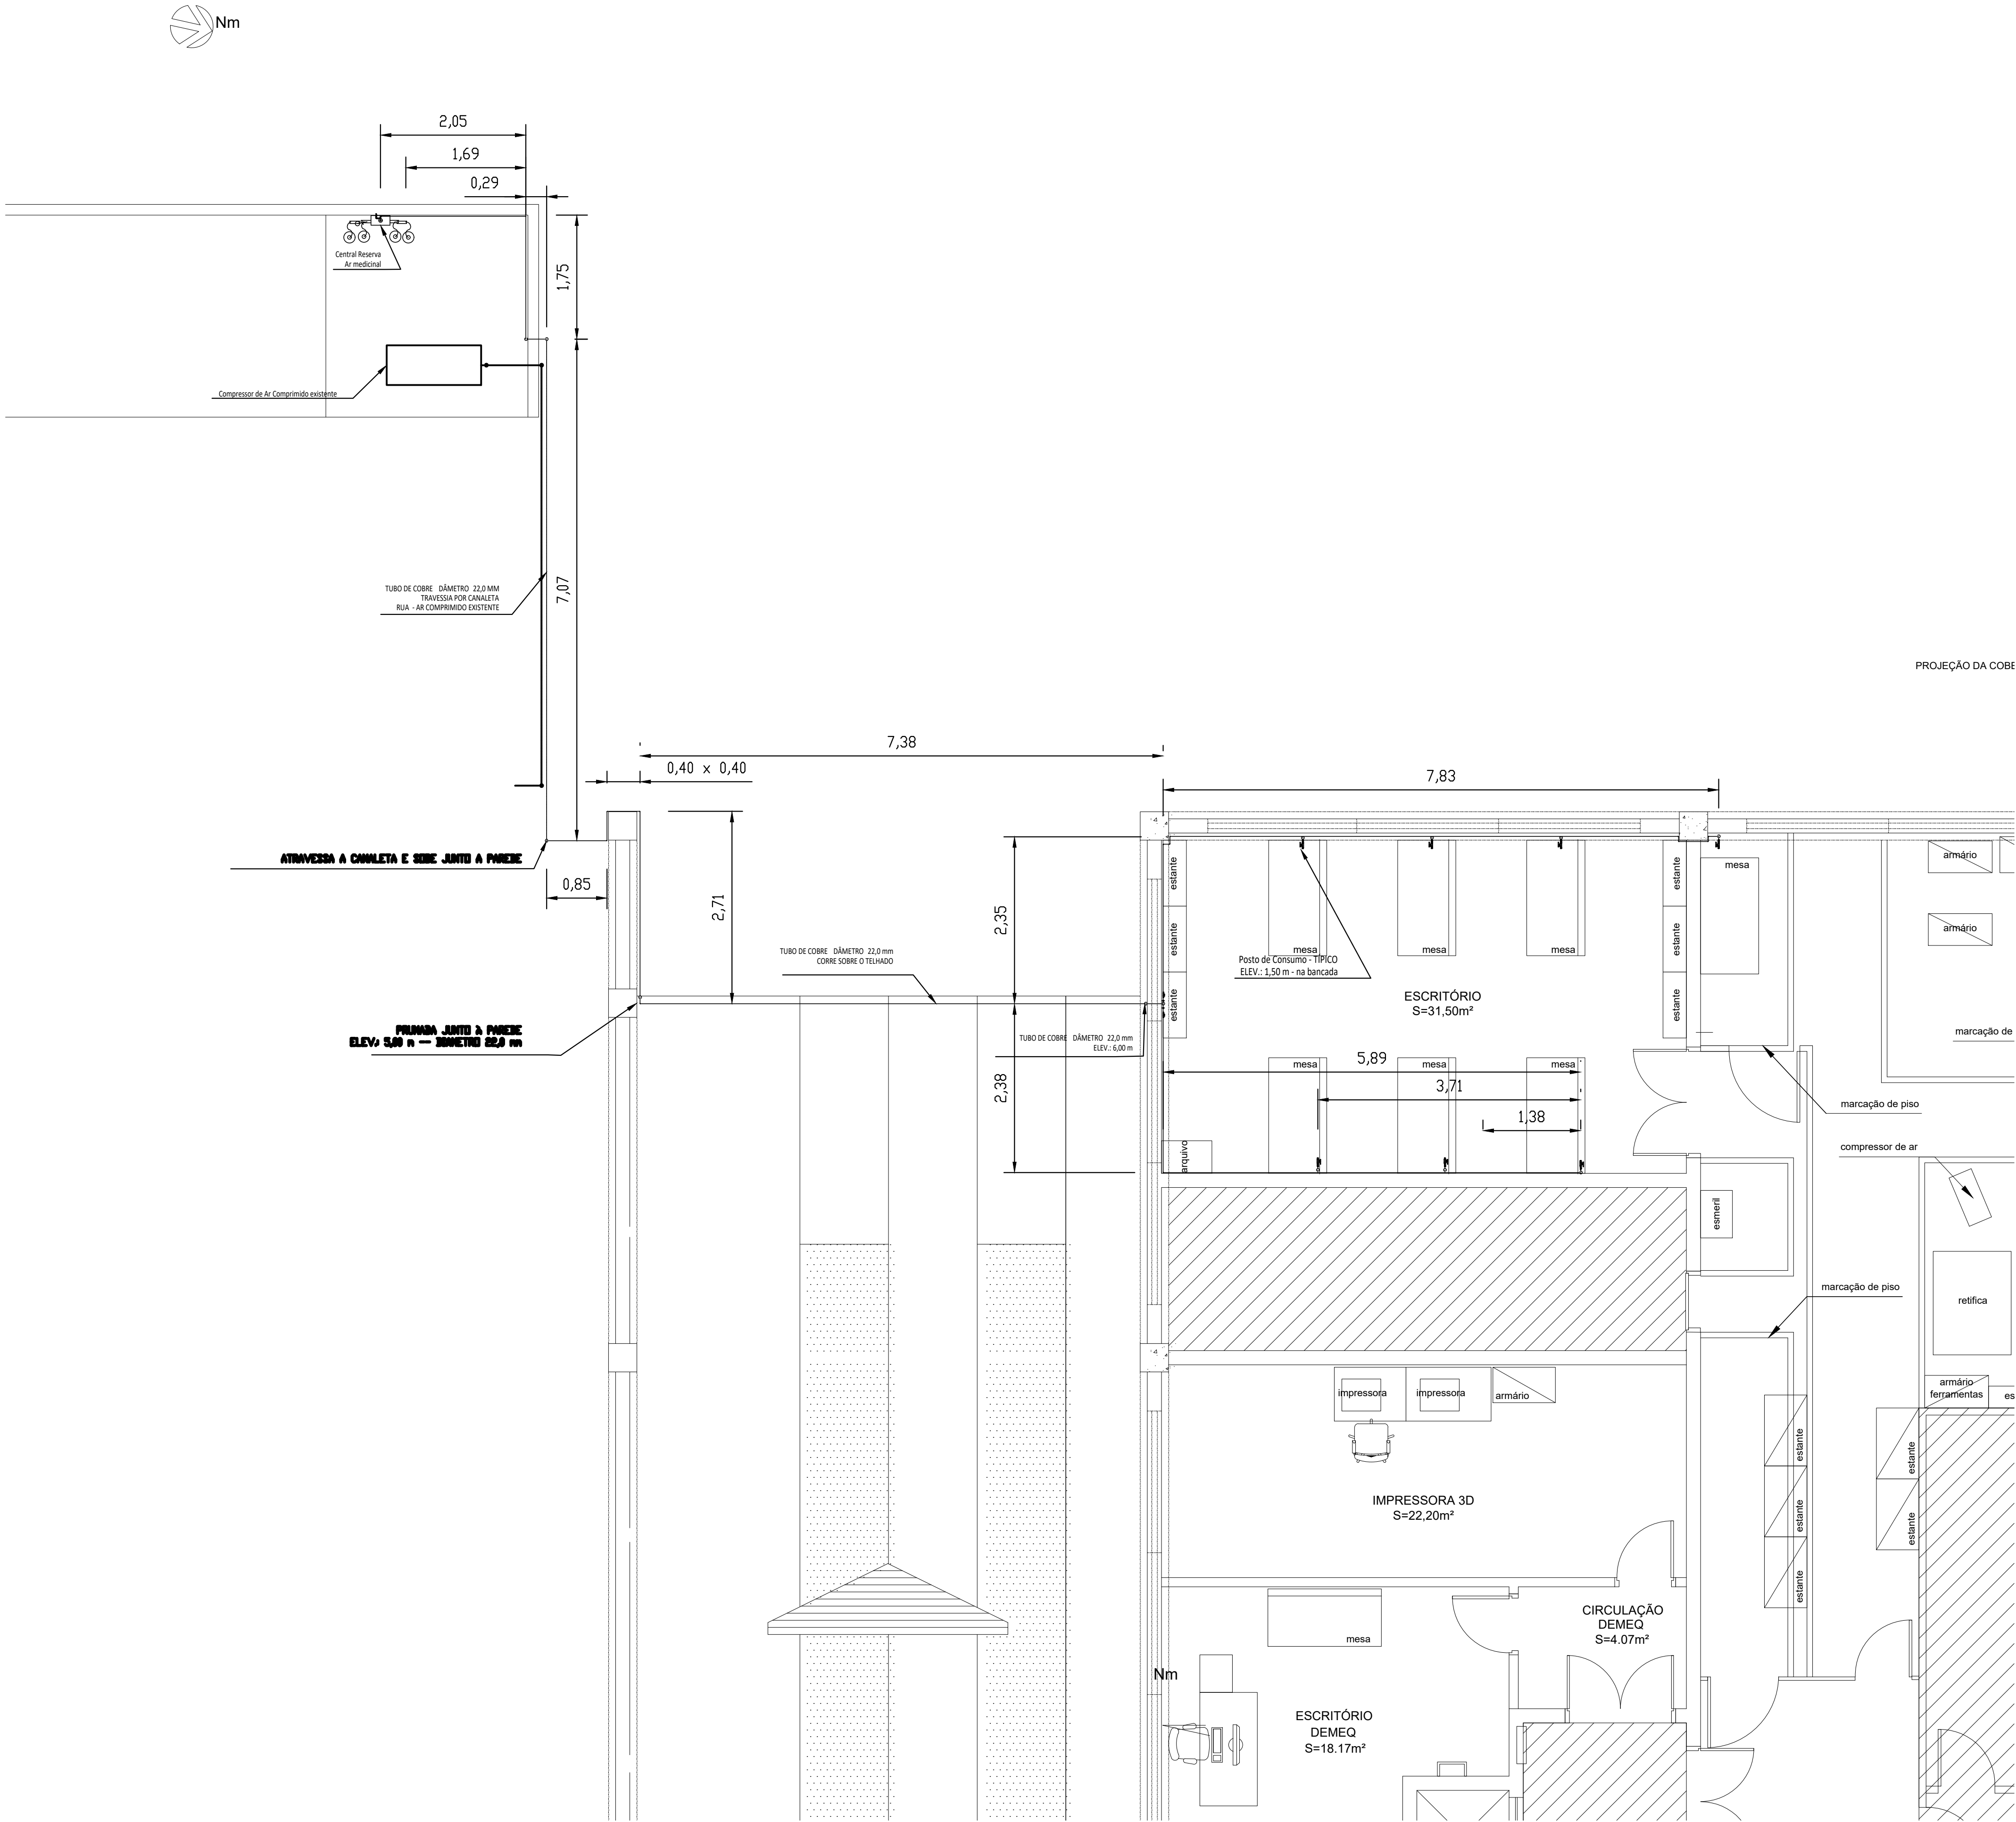 Nm
2,05
1,69
0,29
Central Reserva
Ar medicinal
1,75
Compressor de Ar Comprimido existente
TUBO DE COBRE DÂMETRO 22,0 MM
TRAVESSIA POR CANALETA
RUA - AR COMPRIMIDO EXISTENTE
7,07
PROJEÇÃO DA COBE
7,38
0,40 x 0,40
7,83
ATRAVESSA A CANALETA E SOBE JUNTO A PAREDE
0,85
2,71
2,35
estante
estante
estante
mesa
mesa
mesa
estante
estante
estante
mesa
armário
armário
TUBO DE COBRE DÂMETRO 22,0 mm
CORRE SOBRE O TELHADO
Posto de Consumo - TÍPICO
ELEV.: 1,50 m - na bancada
ESCRITÓRIO
S=31,50m²
PRUMADA JUNTO À PAREDE
ELEV.: 5,00 m -- DIAMETRO 22,0 mm
TUBO DE COBRE DÂMETRO 22,0 mm
ELEV.: 6,00 m
marcação de
2,38
mesa
mesa
mesa
5,89
3,71
1,38
arquivo
marcação de piso
compressor de ar
esmeril
marcação de piso
retifica
armário
ferramentas
es
impressora
impressora
armário
estante
estante
estante
estante
estante
IMPRESSORA 3D
S=22,20m²
CIRCULAÇÃO
DEMEQ
S=4.07m²
mesa
Nm
ESCRITÓRIO
DEMEQ
S=18.17m²